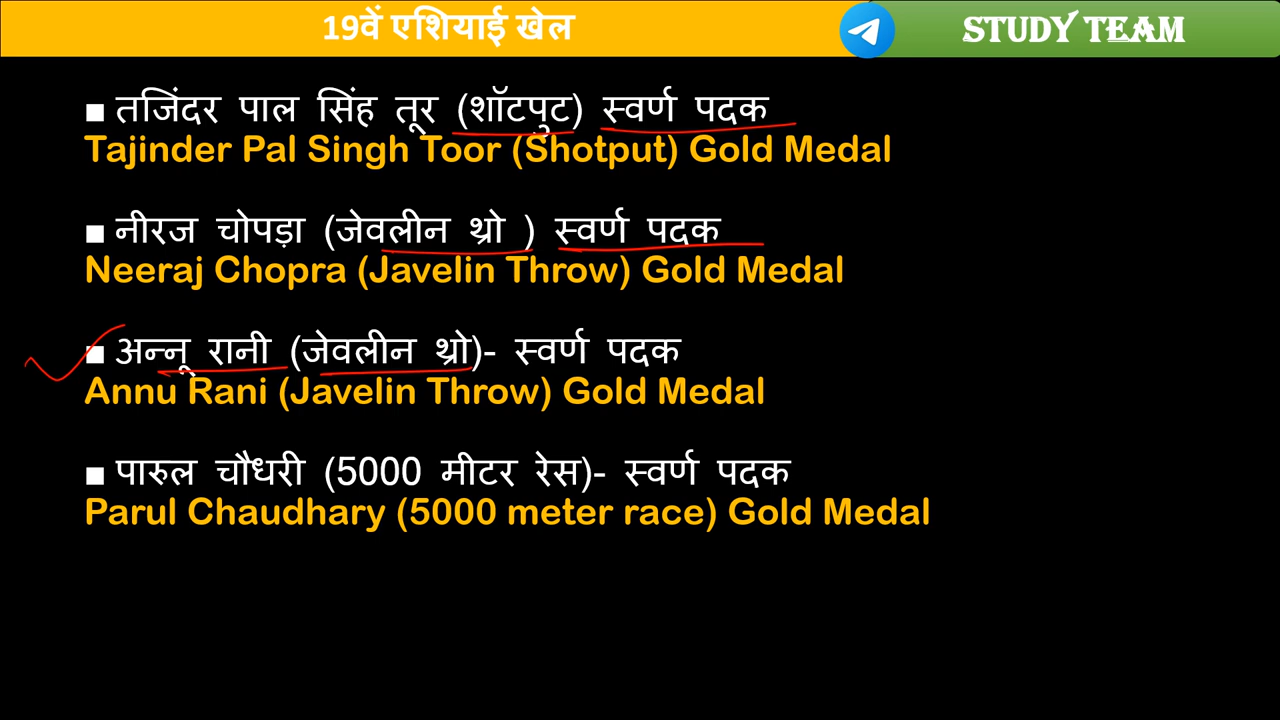 19वें एशियाई खेल
STUDY TEAM
■ तजिंदर पाल सिंह तूर (शॉटपुट) स्वर्ण पदक
Tajinder Pal Singh Toor (Shotput) Gold Medal
■ नीरज चोपड़ा (जेवलीन थ्रो ) स्वर्ण पदक
Neeraj Chopra (Javelin Throw) Gold Medal
■ अन्नू रानी (जेवलीन थ्रो)- स्वर्ण पदक
Annu Rani (Javelin Throw) Gold Medal
■ पारुल चौधरी (5000 मीटर रेस)- स्वर्ण पदक
Parul Chaudhary (5000 meter race) Gold Medal